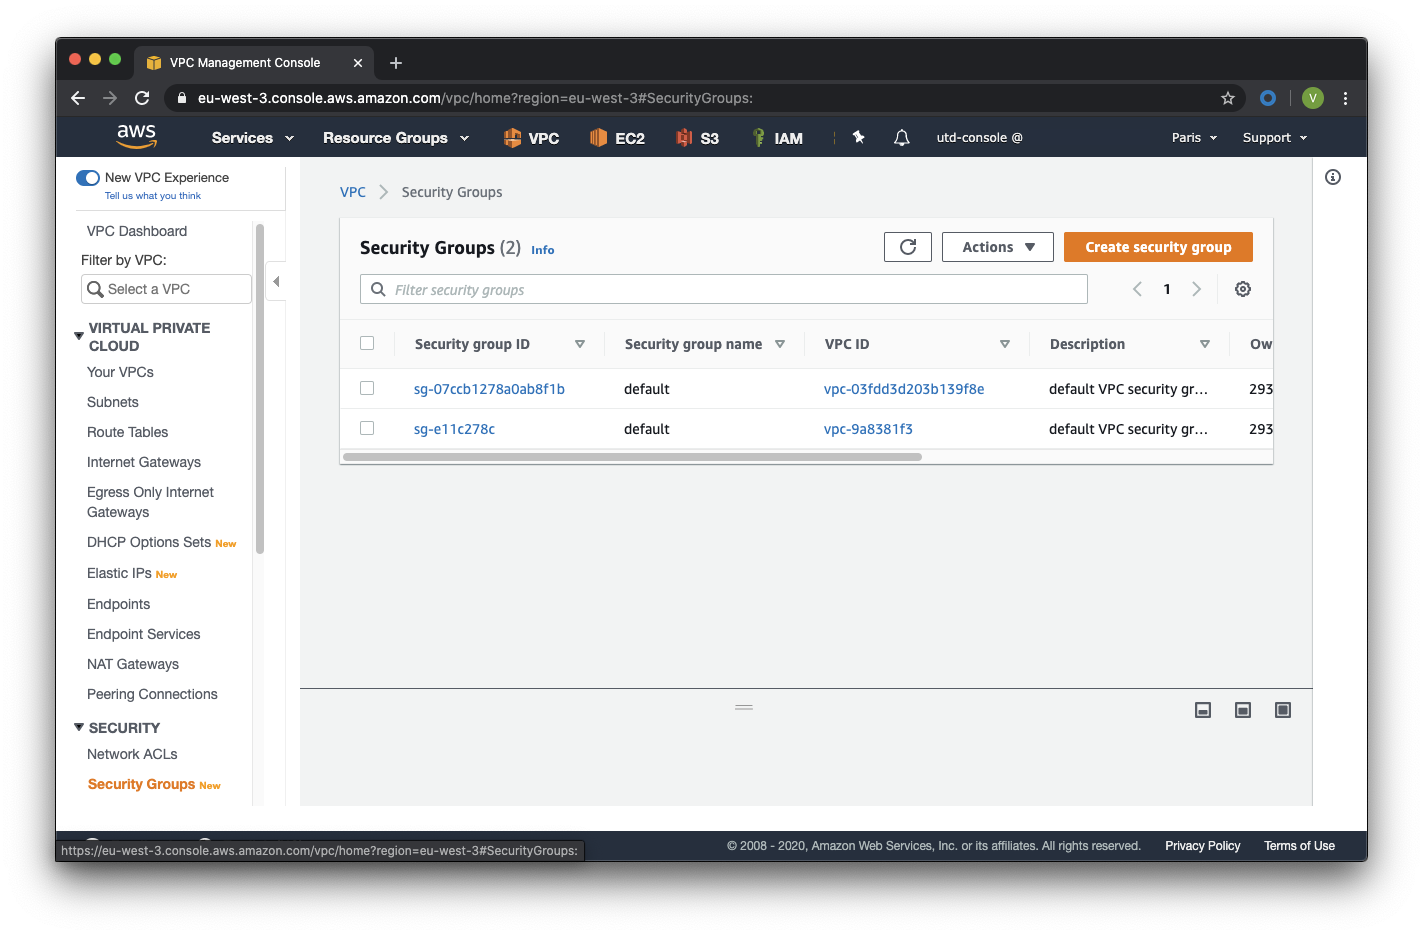 VPC Management Console
eu-west-3.console.aws.amazon.com/vpc/home?region=eu-west-3#SecurityGroups:
V
aws
Services
Resource Groups
VPC
EC2
S3
IAM
utd-console @
Paris
Support
New VPC Experience
Tell us what you think
VPC Dashboard
Filter by VPC:
Select a VPC
VIRTUAL PRIVATE
CLOUD
Your VPCs
Subnets
Route Tables
Internet Gateways
Egress Only Internet
Gateways
DHCP Options Sets New
Elastic IPs New
Endpoints
Endpoint Services
NAT Gateways
Peering Connections
SECURITY
Network ACLs
Security Groups New
VPC > Security Groups
Security Groups (2) Info
Actions
Create security group
Filter security groups
1
Security group ID Security group name VPC ID Description Ow
sg-07ccb1278a0ab8f1b default vpc-03fdd3d203b139f8e default VPC security gr... 293
sg-e11c278c default vpc-9a8381f3 default VPC security gr... 293
© 2008 - 2020, Amazon Web Services, Inc. or its affiliates. All rights reserved. Privacy Policy Terms of Use
https://eu-west-3.console.aws.amazon.com/vpc/home?region=eu-west-3#SecurityGroups: